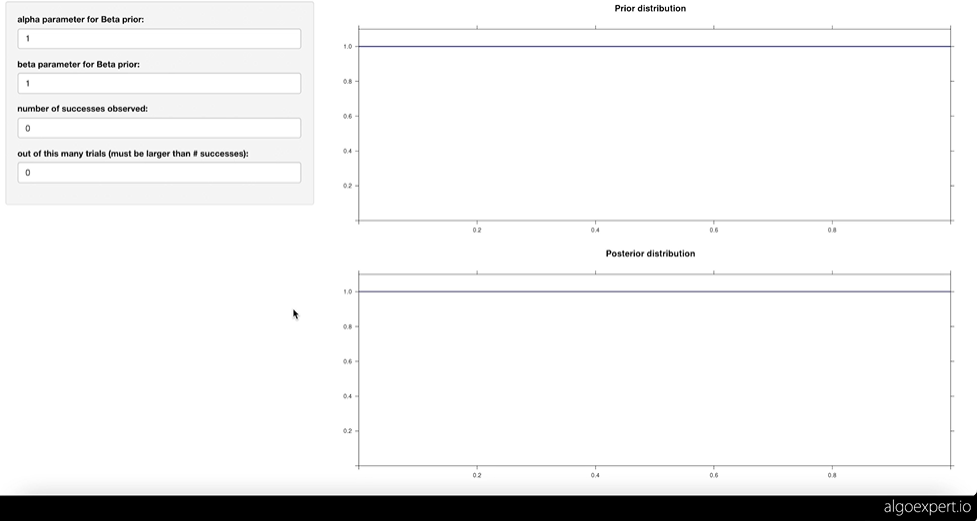 alpha parameter for Beta prior:
1
beta parameter for Beta prior:
1
number of successes observed:
0
out of this many trials (must be larger than # successes):
0
Prior distribution
1.0
0.8
0.6
0.4
0.2
0.2 0.4 0.6 0.8
Posterior distribution
1.0
0.8
0.6
0.4
0.2
0.2 0.4 0.6 0.8
algoexpert.io